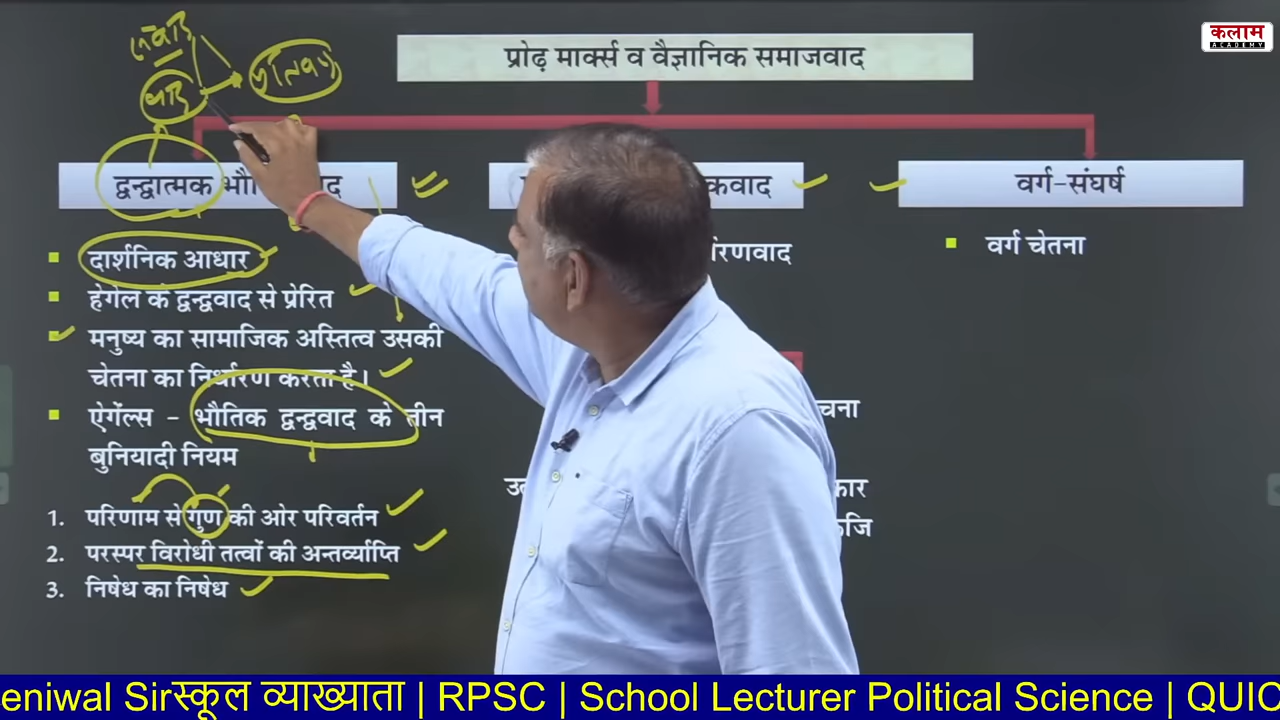 कलाम
ACADEMY
प्रोढ़ मार्क्स व वैज्ञानिक समाजवाद
द्वन्द्वात्मक
दार्शनिक आधार
हेगेल के द्वन्द्ववाद से प्रेरित
मनुष्य का सामाजिक अस्तित्व उसकी
चेतना का निर्धारण करता है।
ऐगेंल्स - भौतिक द्वन्द्ववाद के तीन
बुनियादी नियम
1. परिणाम से गुण की ओर परिवर्तन
2. परस्पर विरोधी तत्वों की अन्तर्व्याप्ति
3. निषेध का निषेध
वर्ग-संघर्ष
वर्ग चेतना
eniwal Sirस्कूल व्याख्याता | RPSC | School Lecturer Political Science | QUIC